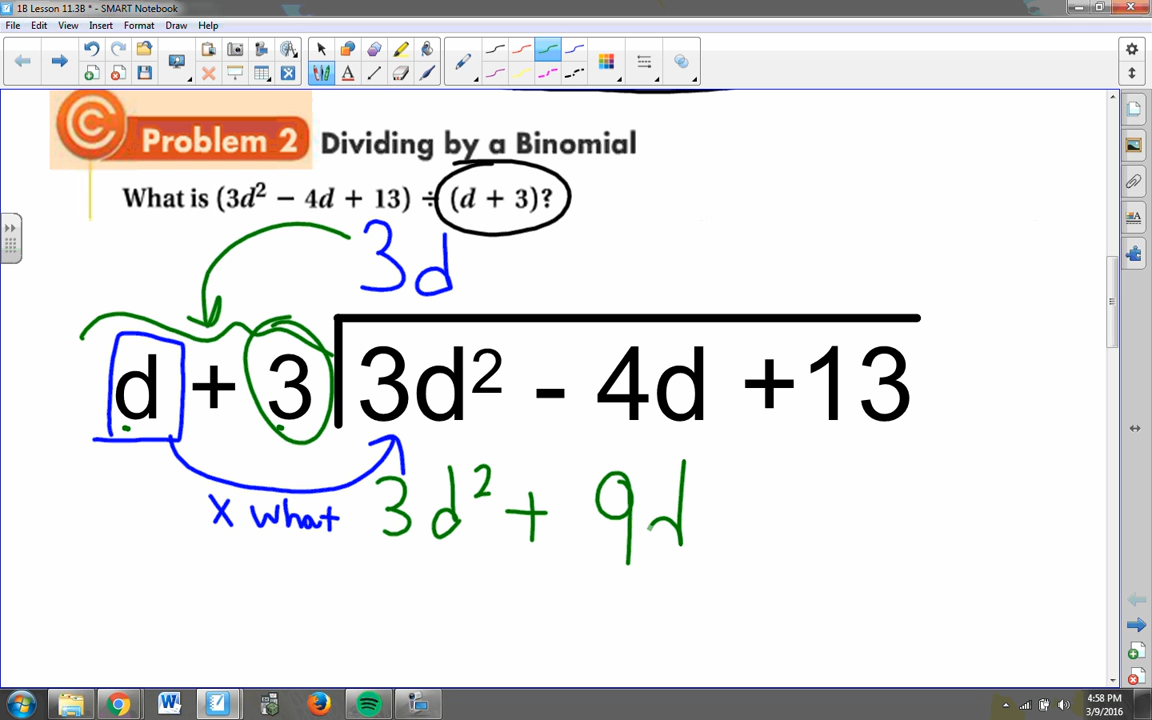 1B Lesson 11.3B * - SMART Notebook
File Edit View Insert Format Draw Help
C Problem 2 Dividing by a Binomial
What is (3d² − 4d + 13) ÷ (d + 3)?
3d
d + 3 3d² - 4d +13
x what 3d² + 9d
4:58 PM
3/9/2016